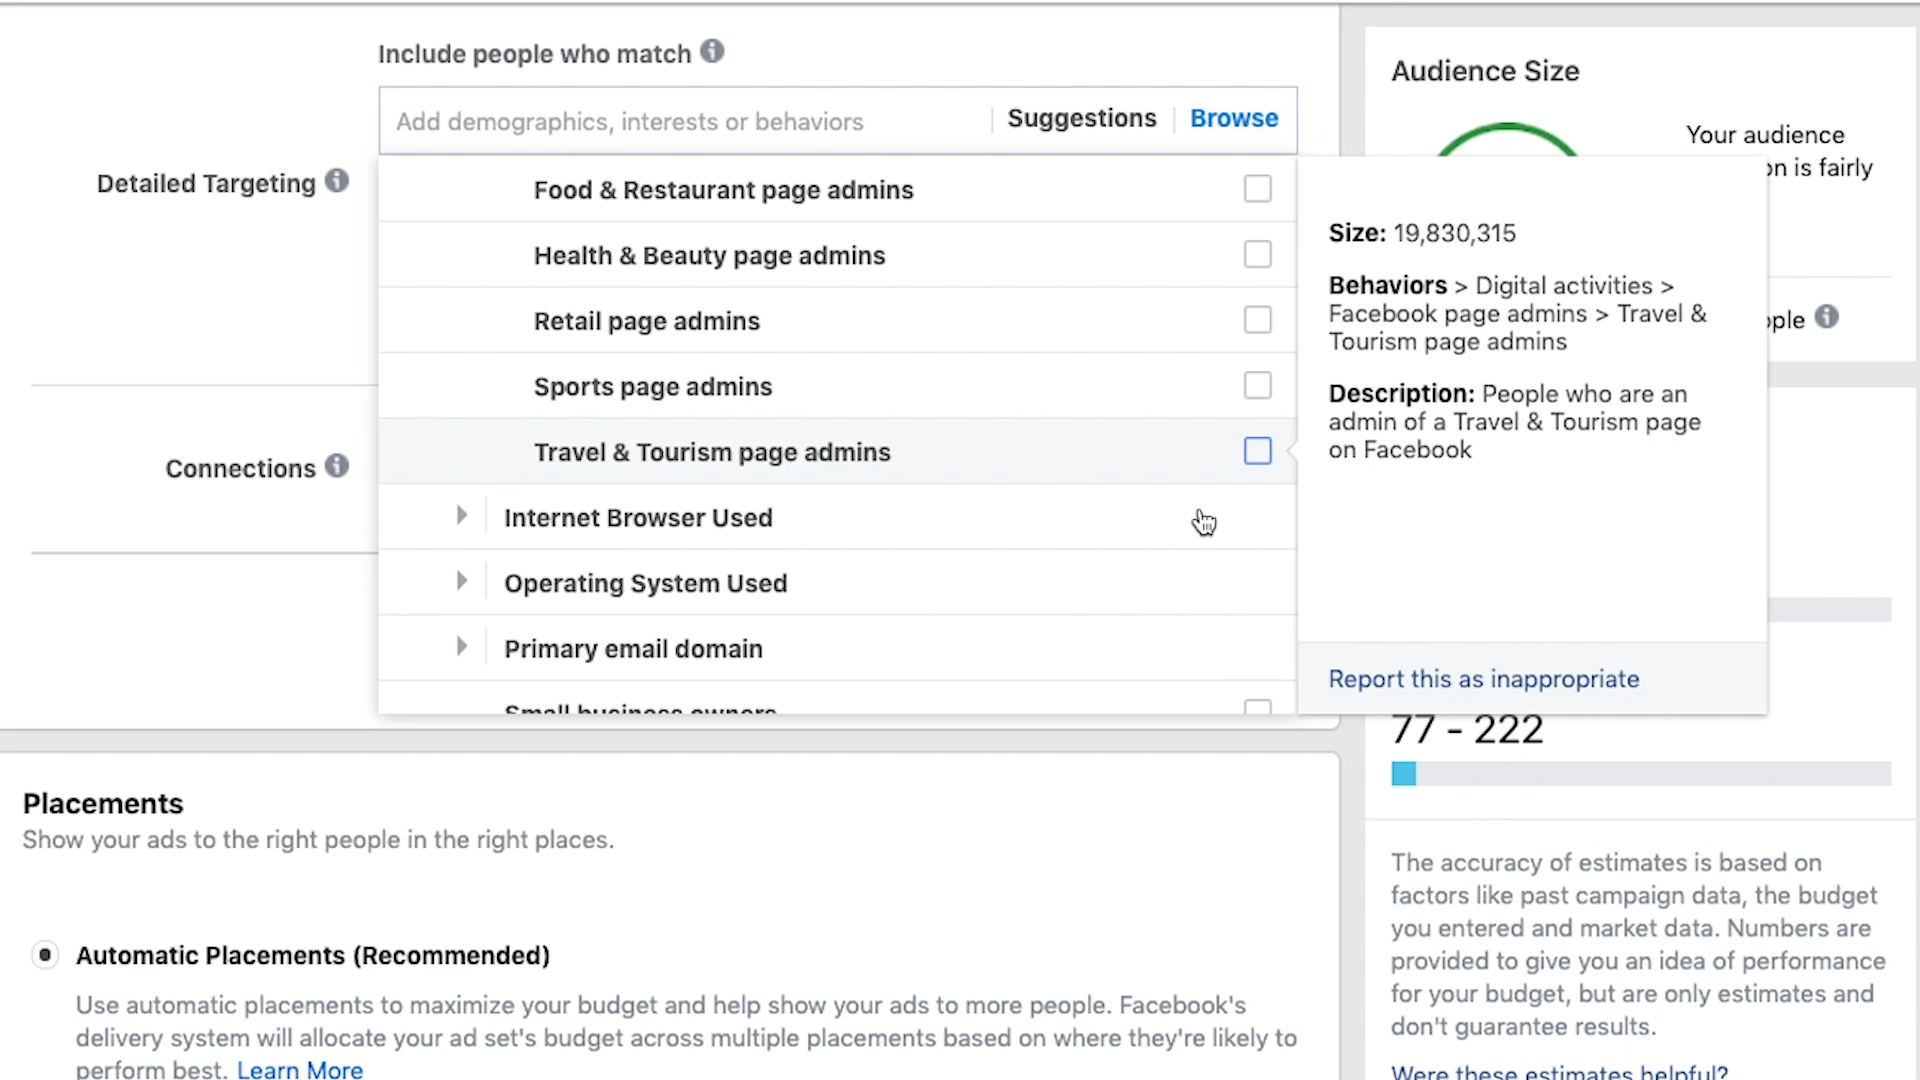 Include people who match
Add demographics, interests or behaviors
Suggestions
Browse
Detailed Targeting
Food & Restaurant page admins
Health & Beauty page admins
Retail page admins
Sports page admins
Travel & Tourism page admins
Internet Browser Used
Operating System Used
Primary email domain
Small business owners
Connections
Size: 19,830,315
Behaviors > Digital activities >
Facebook page admins > Travel &
Tourism page admins
Description: People who are an
admin of a Travel & Tourism page
on Facebook
Report this as inappropriate
Audience Size
Your audience
is fairly
77 - 222
The accuracy of estimates is based on
factors like past campaign data, the budget
you entered and market data. Numbers are
provided to give you an idea of performance
for your budget, but are only estimates and
don't guarantee results.
Were these estimates helpful?
Placements
Show your ads to the right people in the right places.
Automatic Placements (Recommended)
Use automatic placements to maximize your budget and help show your ads to more people. Facebook's
delivery system will allocate your ad set's budget across multiple placements based on where they're likely to
perform best. Learn More